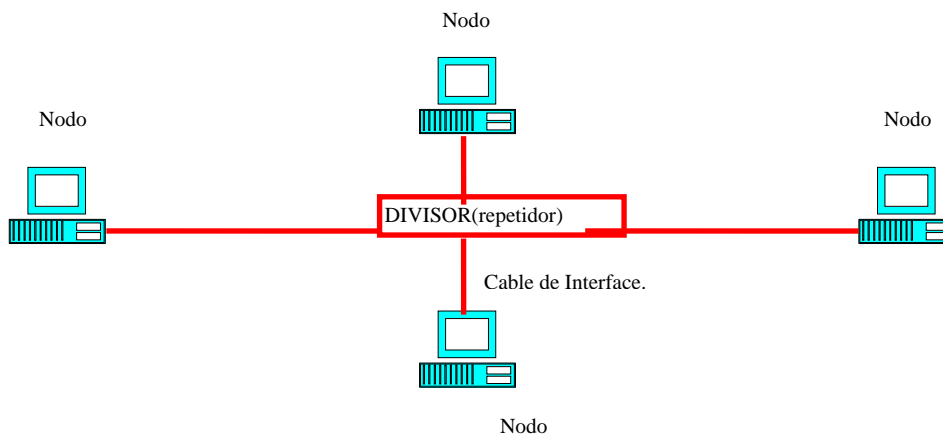 Nodo
Nodo
Nodo
DIVISOR(repetidor)
Cable de Interface.
Nodo